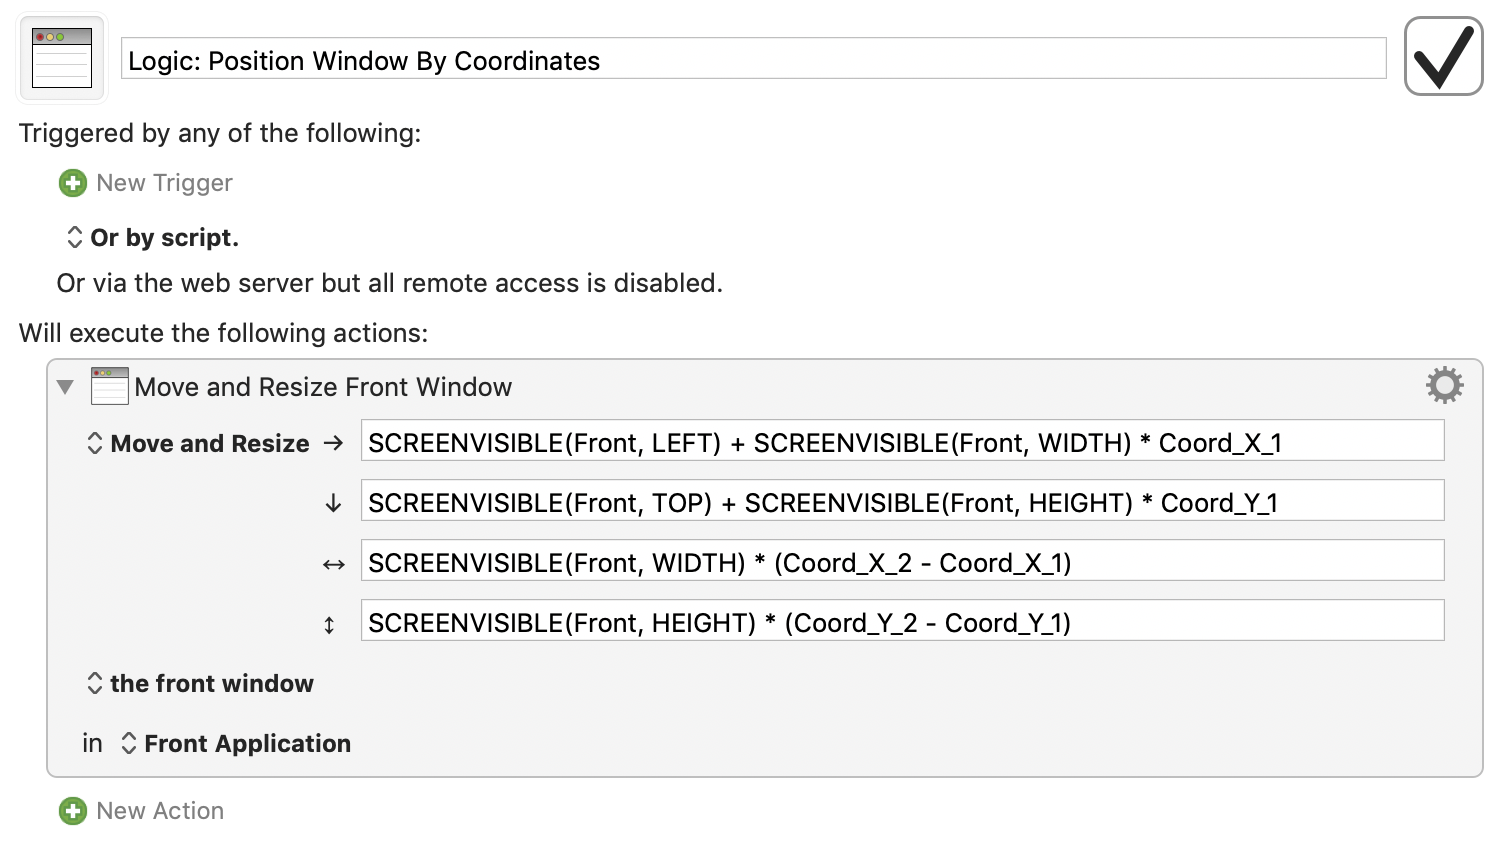 Logic: Position Window By Coordinates
Triggered by any of the following:
New Trigger
Or by script.
Or via the web server but all remote access is disabled.
Will execute the following actions:
Move and Resize Front Window
Move and Resize → SCREENVISIBLE(Front, LEFT) + SCREENVISIBLE(Front, WIDTH) * Coord_X_1
↓ SCREENVISIBLE(Front, TOP) + SCREENVISIBLE(Front, HEIGHT) * Coord_Y_1
↔ SCREENVISIBLE(Front, WIDTH) * (Coord_X_2 - Coord_X_1)
↕ SCREENVISIBLE(Front, HEIGHT) * (Coord_Y_2 - Coord_Y_1)
the front window
in Front Application
New Action